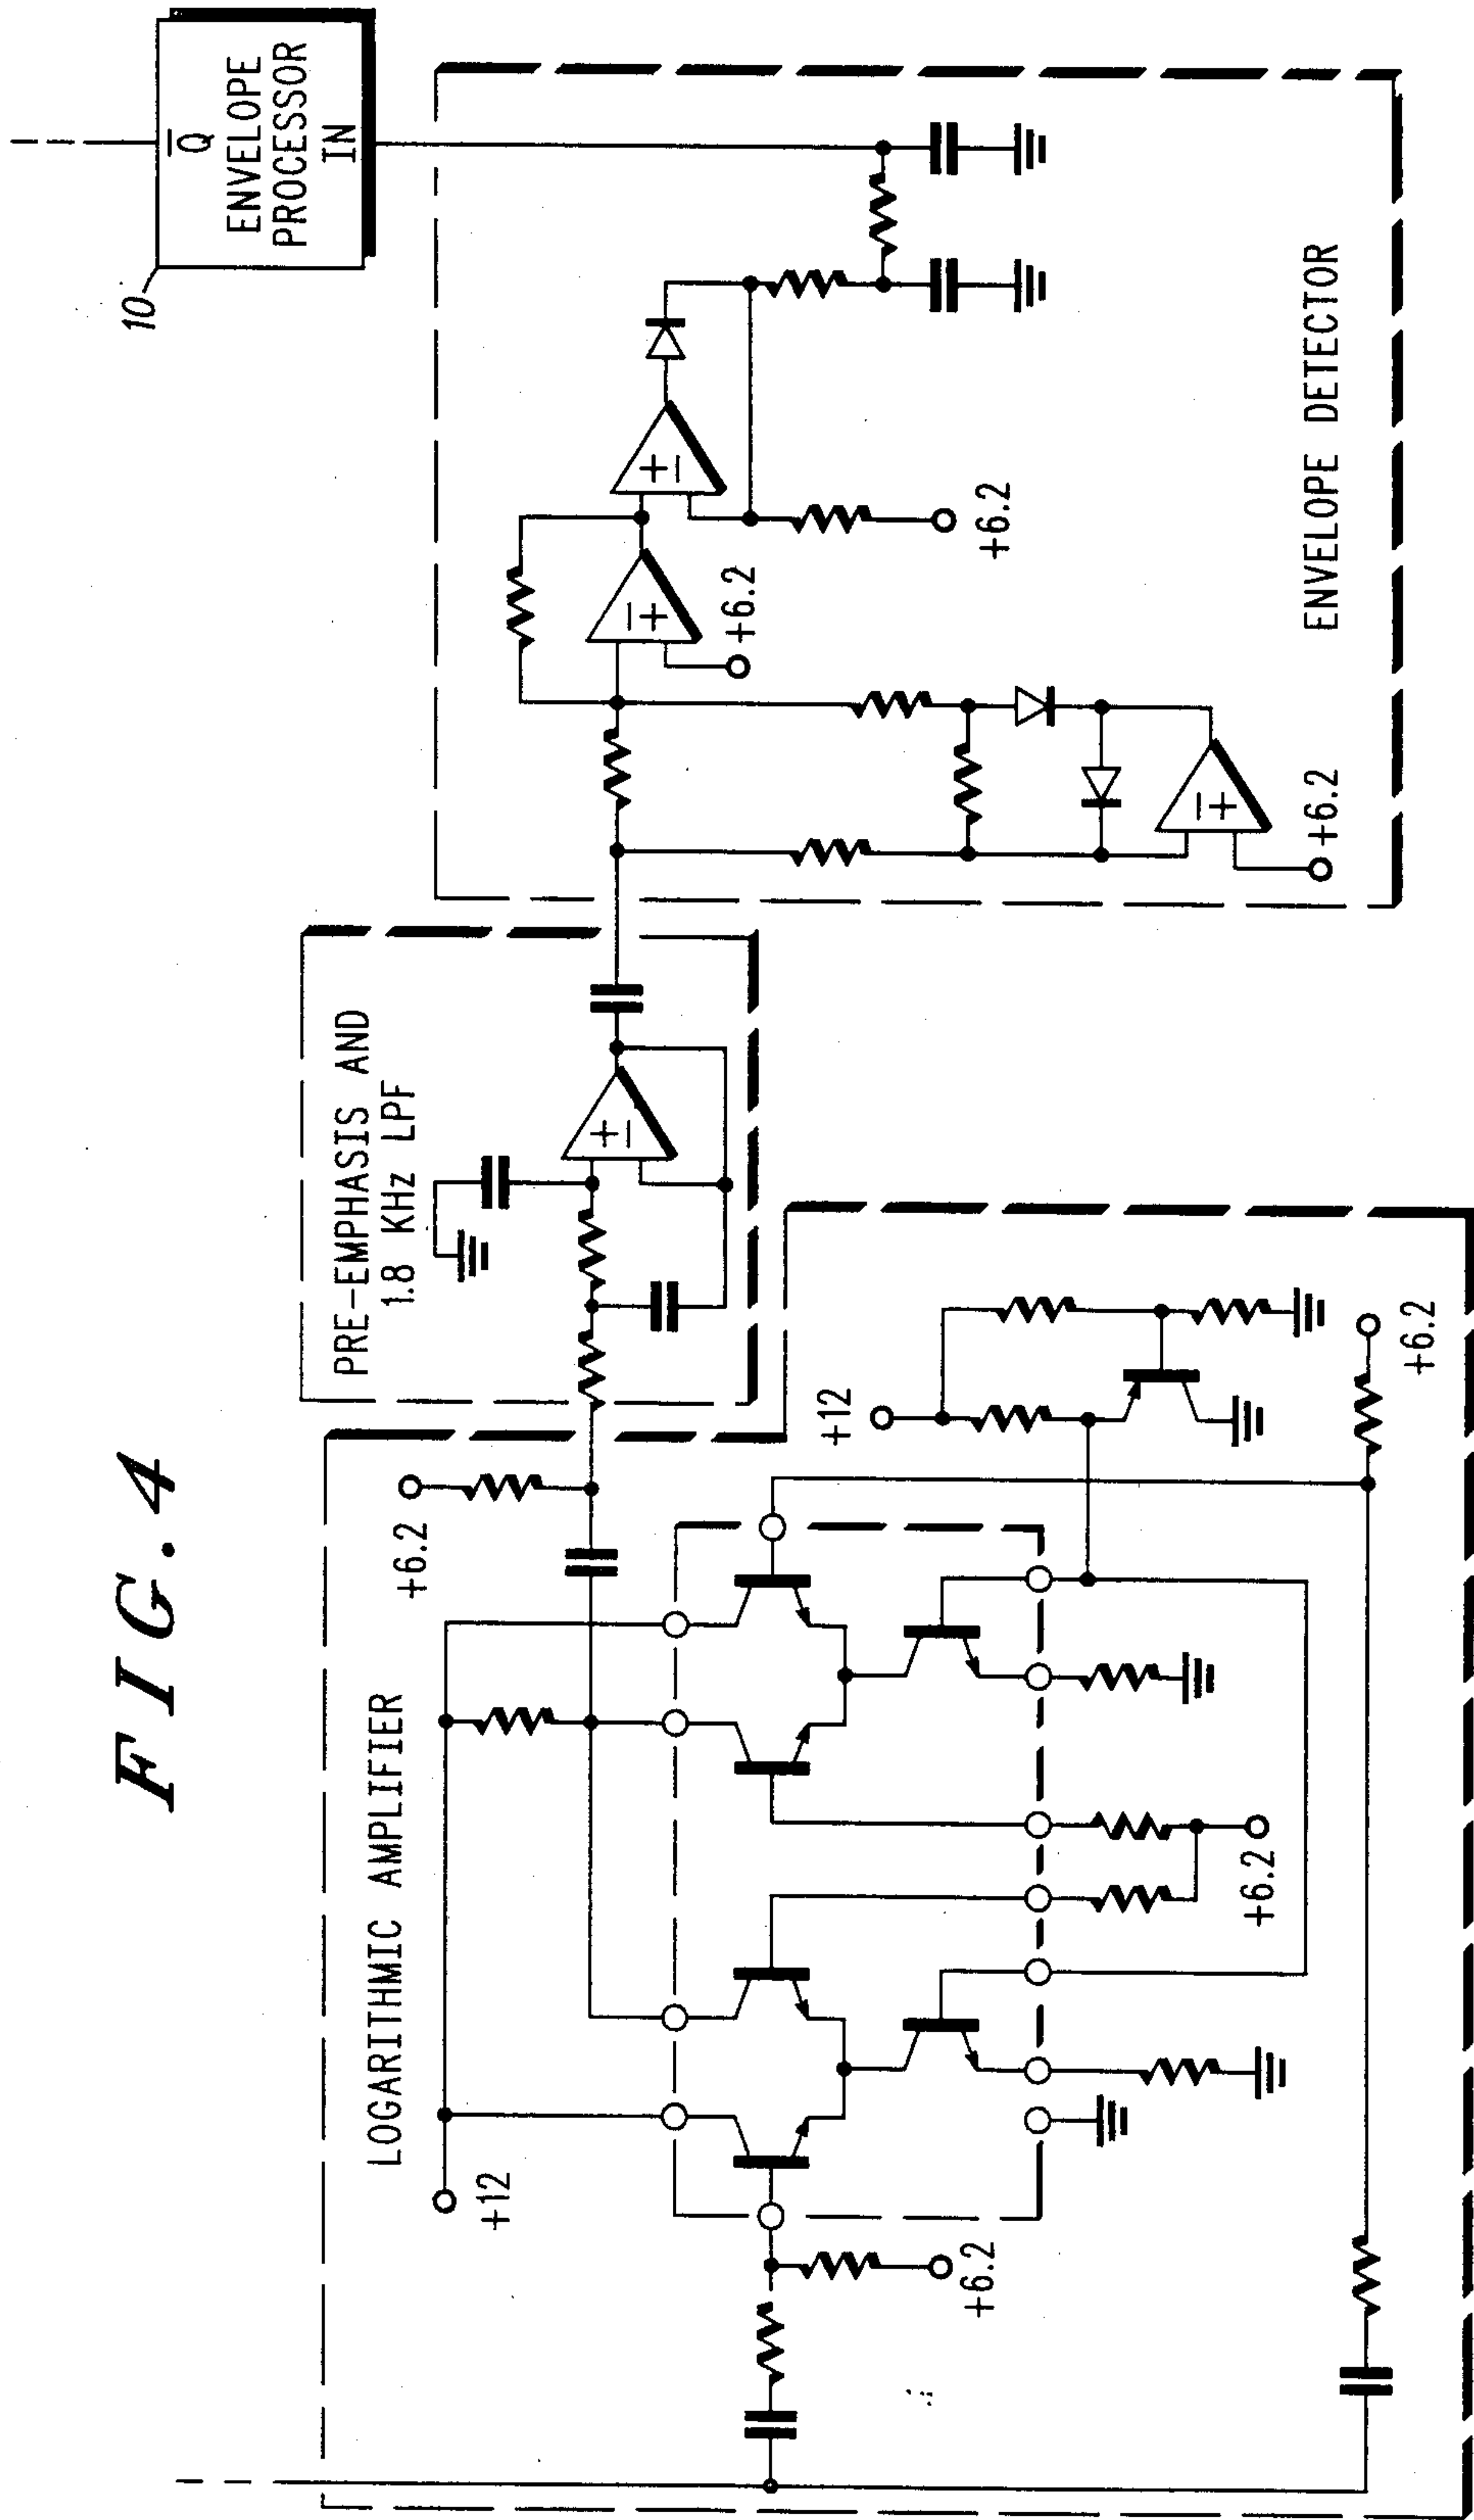 FIG. 4
LOGARITHMIC AMPLIFIER
+12
+6.2
+6.2
+6.2
+12
+6.2
PRE-EMPHASIS AND
1.8 KHz LPF
+
−
ENVELOPE DETECTOR
−
+
+6.2
+
−
+6.2
−
+
+6.2
10
Q̅
ENVELOPE
PROCESSOR
IN